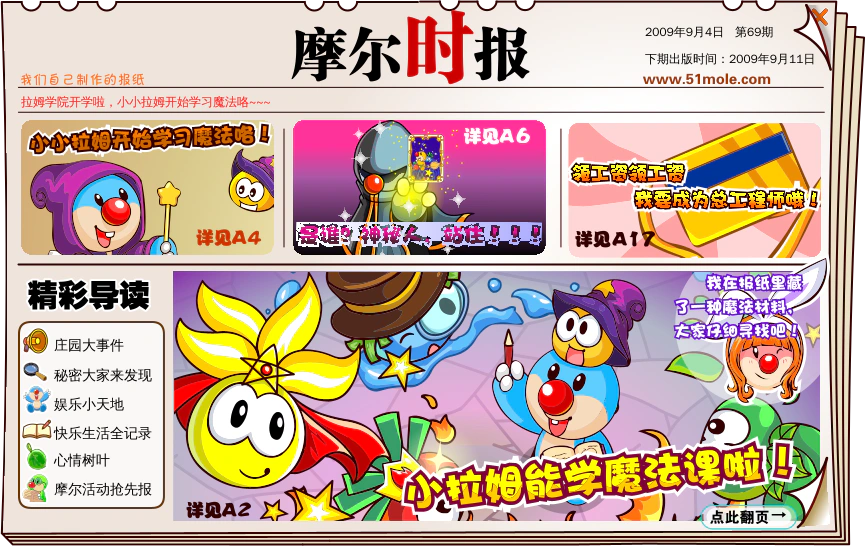 摩尔时报
2009年9月4日 第69期
下期出版时间：2009年9月11日
www.51mole.com
我们自己制作的报纸
拉姆学院开学啦，小小拉姆开始学习魔法咯~~~
小小拉姆开始学习魔法咯！
详见A4
详见A6
是谁？神秘人，站住！！！
领工资领工资
我要成为总工程师哦！
详见A17
精彩导读
庄园大事件
秘密大家来发现
娱乐小天地
快乐生活全记录
心情树叶
摩尔活动抢先报
我在报纸里藏
了一种魔法材料，
大家仔细寻找吧！
小拉姆能学魔法课啦！
详见A2
点此翻页→